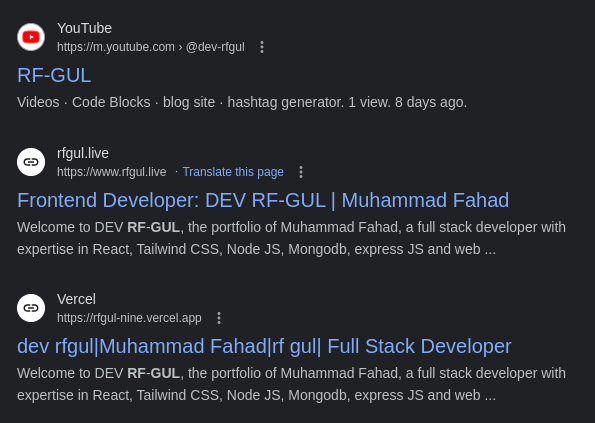 YouTube
https://m.youtube.com › @dev-rfgul
RF-GUL
Videos · Code Blocks · blog site · hashtag generator. 1 view. 8 days ago.
rfgul.live
https://www.rfgul.live · Translate this page
Frontend Developer: DEV RF-GUL | Muhammad Fahad
Welcome to DEV RF-GUL, the portfolio of Muhammad Fahad, a full stack developer with
expertise in React, Tailwind CSS, Node JS, Mongodb, express JS and web ...
Vercel
https://rfgul-nine.vercel.app
dev rfgul|Muhammad Fahad|rf gul| Full Stack Developer
Welcome to DEV RF-GUL, the portfolio of Muhammad Fahad, a full stack developer with
expertise in React, Tailwind CSS, Node JS, Mongodb, express JS and web ...